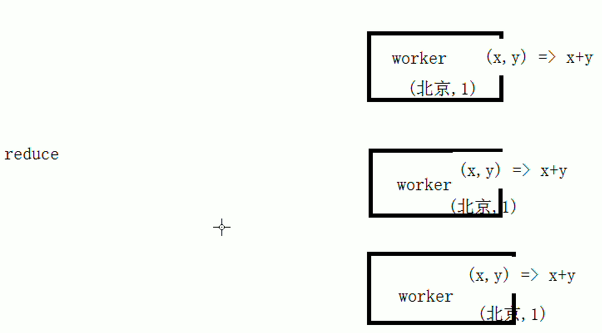 worker (x,y) => x+y
(北京,1)
reduce
(x,y) => x+y
worker
(北京,1)
(x,y) => x+y
worker
(北京,1)